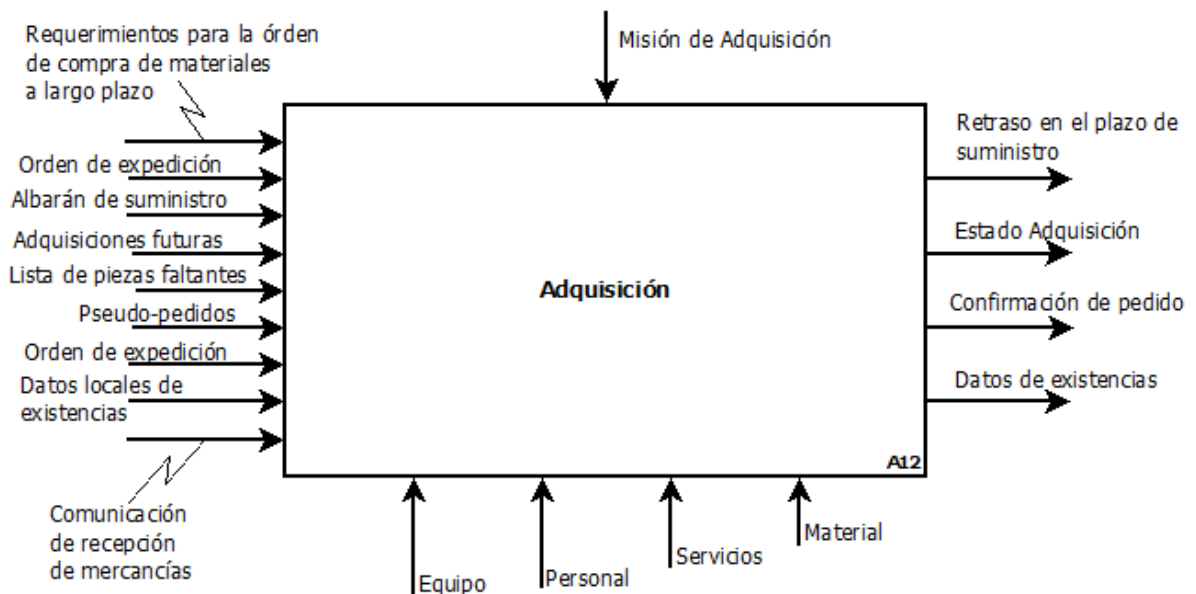 Requerimientos para la órden
de compra de materiales
a largo plazo
Misión de Adquisición
Orden de expedición
Albarán de suministro
Adquisiciones futuras
Lista de piezas faltantes
Pseudo-pedidos
Orden de expedición
Datos locales de
existencias
Comunicación
de recepción
de mercancías
Adquisición
A12
Retraso en el plazo de
suministro
Estado Adquisición
Confirmación de pedido
Datos de existencias
Equipo
Personal
Servicios
Material